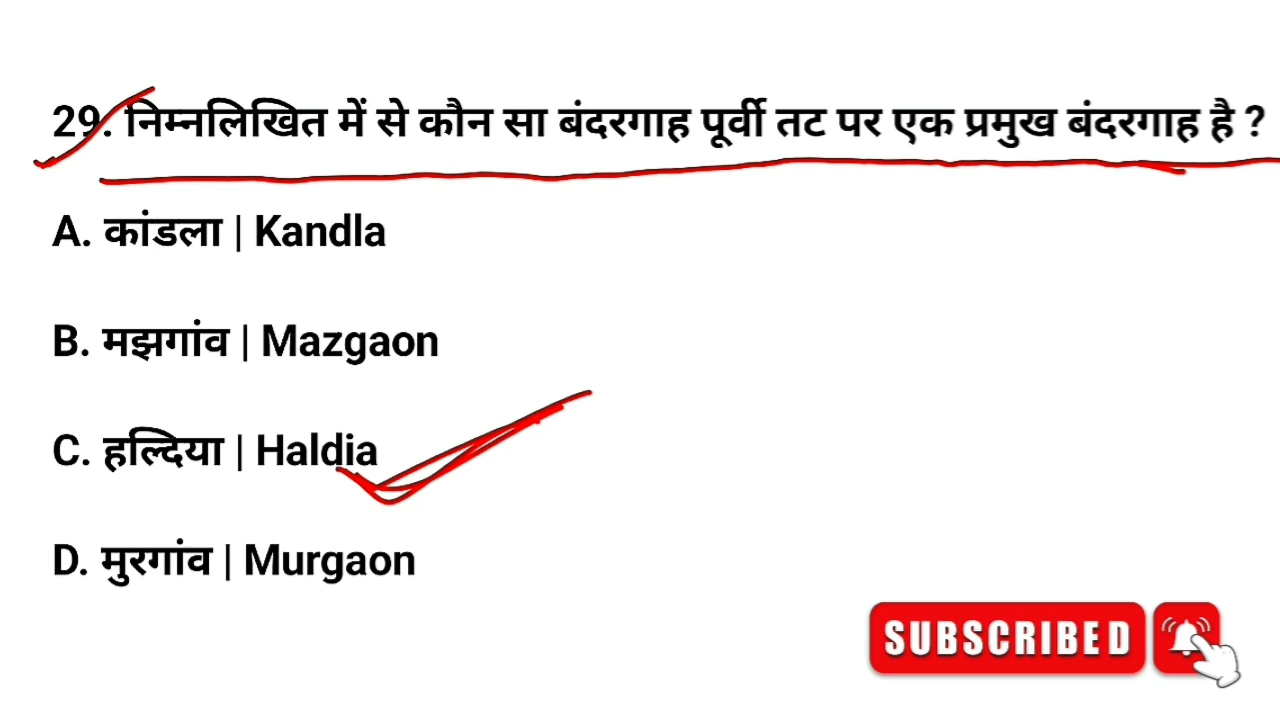 29. निम्नलिखित में से कौन सा बंदरगाह पूर्वी तट पर एक प्रमुख बंदरगाह है ?
A. कांडला | Kandla
B. मझगांव | Mazgaon
C. हल्दिया | Haldia
D. मुरगांव | Murgaon
SUBSCRIBED